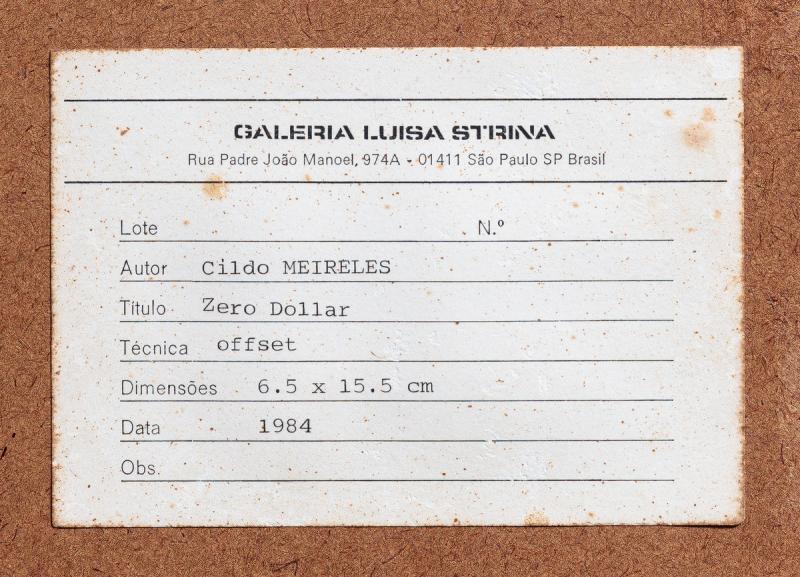 GALERIA LUISA STRINA
Rua Padre João Manoel, 974A - 01411 São Paulo SP Brasil
Lote N.º
Autor Cildo MEIRELES
Título Zero Dollar
Técnica offset
Dimensões 6.5 x 15.5 cm
Data 1984
Obs.